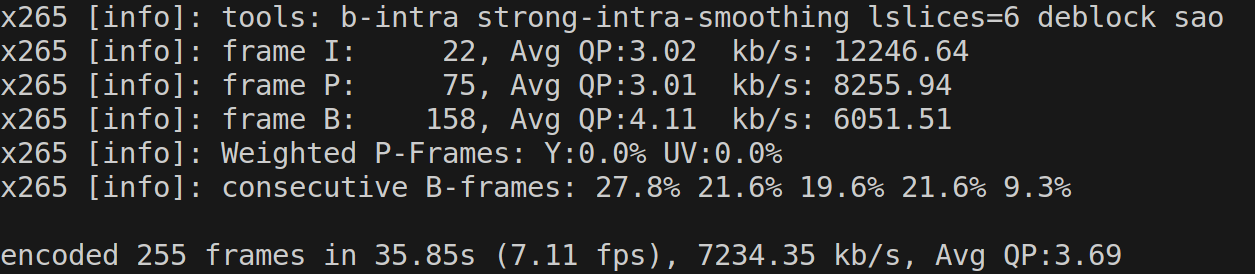 x265 [info]: tools: b-intra strong-intra-smoothing lslices=6 deblock sao
x265 [info]: frame I:     22, Avg QP:3.02  kb/s: 12246.64
x265 [info]: frame P:     75, Avg QP:3.01  kb/s: 8255.94
x265 [info]: frame B:    158, Avg QP:4.11  kb/s: 6051.51
x265 [info]: Weighted P-Frames: Y:0.0% UV:0.0%
x265 [info]: consecutive B-frames: 27.8% 21.6% 19.6% 21.6% 9.3%

encoded 255 frames in 35.85s (7.11 fps), 7234.35 kb/s, Avg QP:3.69